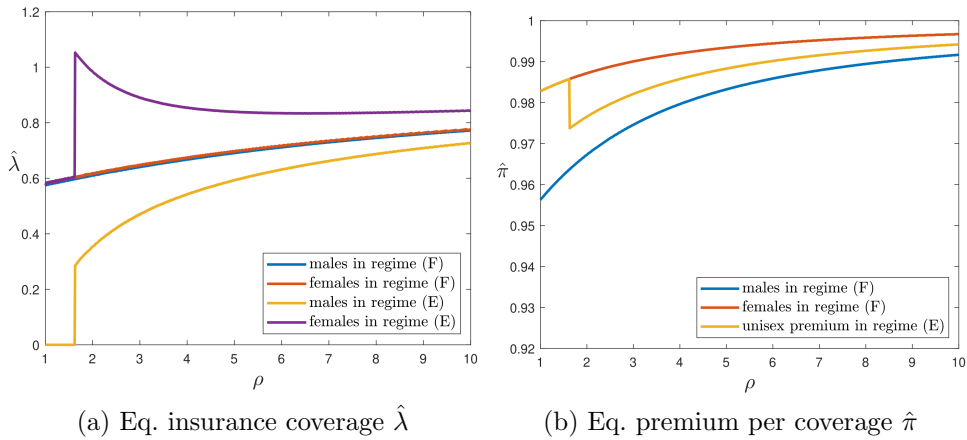 1.2
1
0.8
0.6
0.4
0.2
0
λ̂
1 2 3 4 5 6 7 8 9 10
ρ
males in regime (F)
females in regime (F)
males in regime (E)
females in regime (E)
(a) Eq. insurance coverage λ̂
1
0.99
0.98
0.97
0.96
0.95
0.94
0.93
0.92
π̂
1 2 3 4 5 6 7 8 9 10
ρ
males in regime (F)
females in regime (F)
unisex premium in regime (E)
(b) Eq. premium per coverage π̂